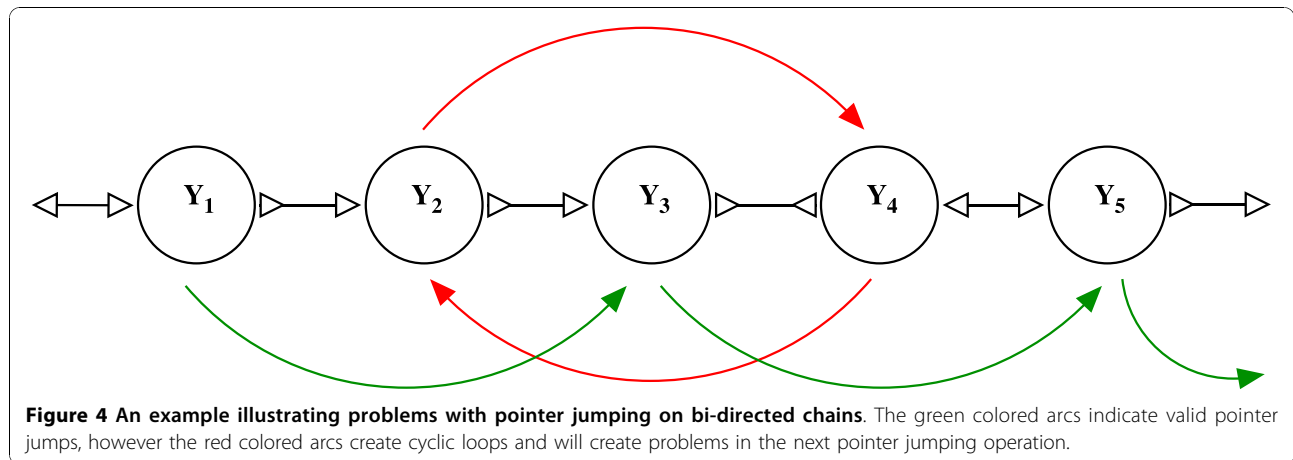 Y1 Y2 Y3 Y4 Y5
Figure 4 An example illustrating problems with pointer jumping on bi-directed chains. The green colored arcs indicate valid pointer
jumps, however the red colored arcs create cyclic loops and will create problems in the next pointer jumping operation.